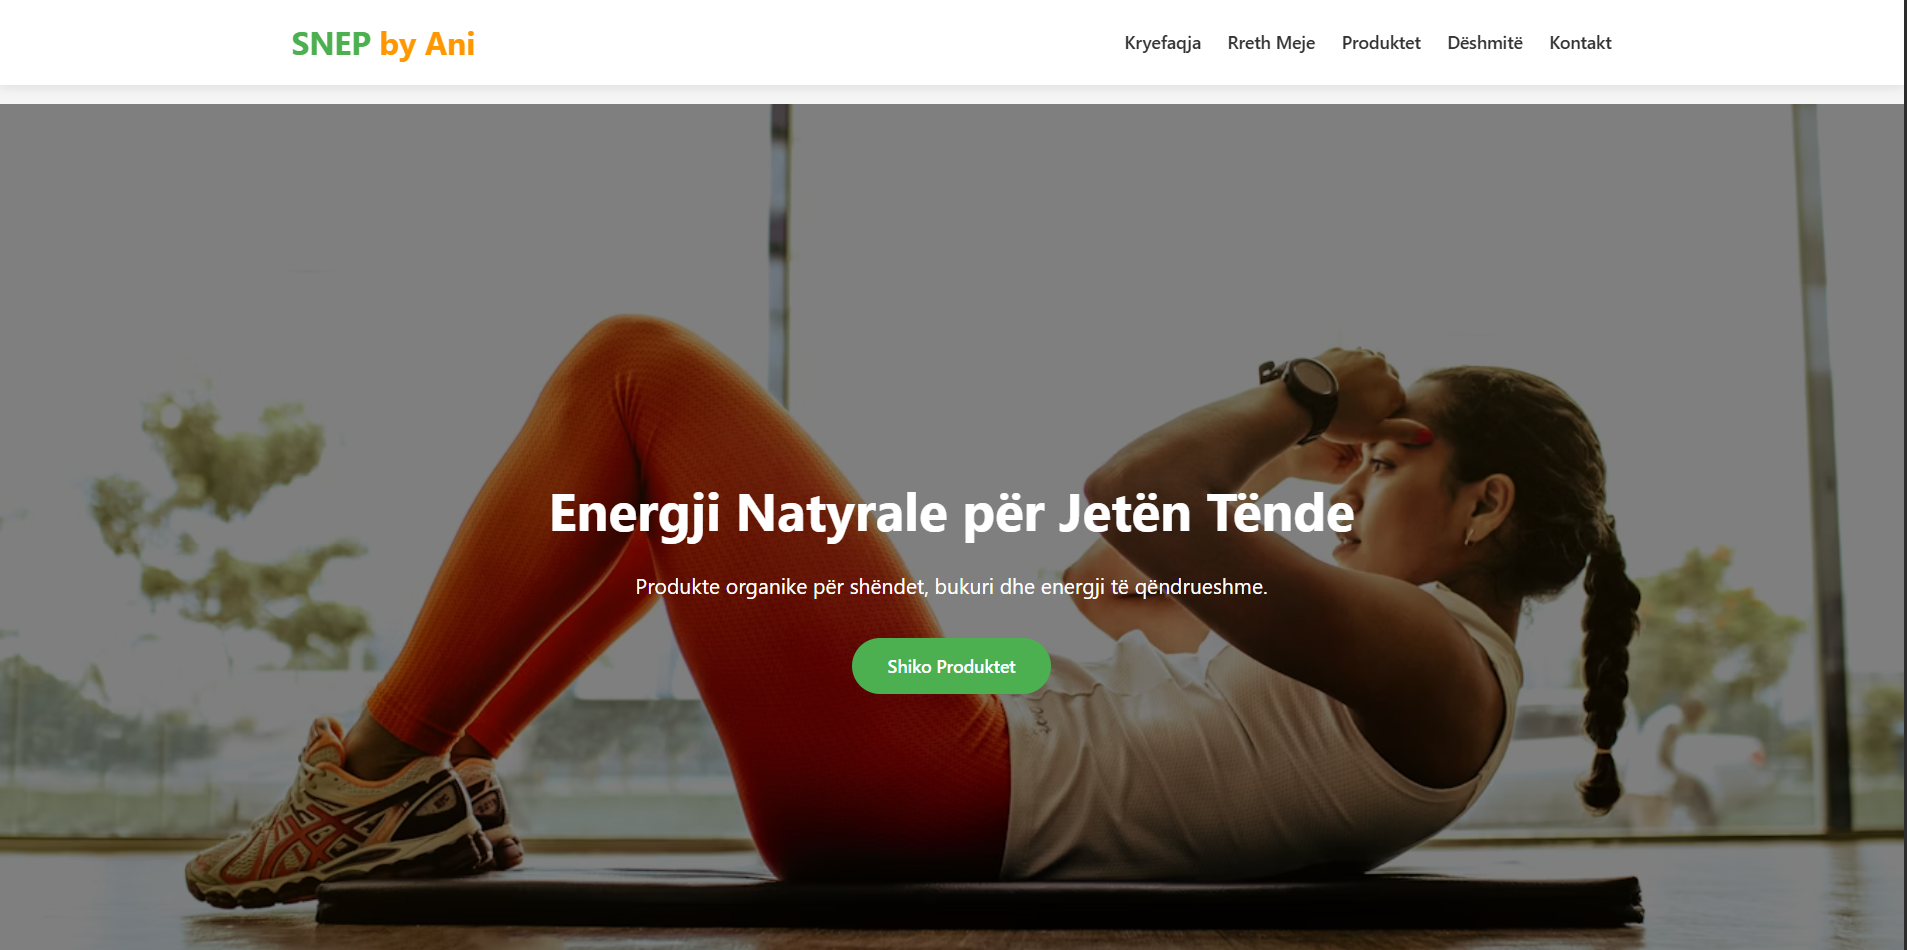 SNEP by Ani
Kryefaqja Rreth Meje Produktet Dëshmitë Kontakt
Energji Natyrale për Jetën Tënde
Produkte organike për shëndet, bukuri dhe energji të qëndrueshme.
Shiko Produktet